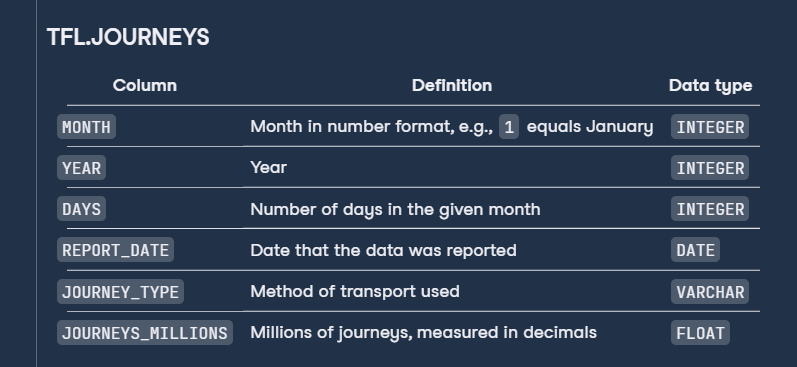 TFL.JOURNEYS
Column Definition Data type
MONTH Month in number format, e.g., 1 equals January INTEGER
YEAR Year INTEGER
DAYS Number of days in the given month INTEGER
REPORT_DATE Date that the data was reported DATE
JOURNEY_TYPE Method of transport used VARCHAR
JOURNEYS_MILLIONS Millions of journeys, measured in decimals FLOAT